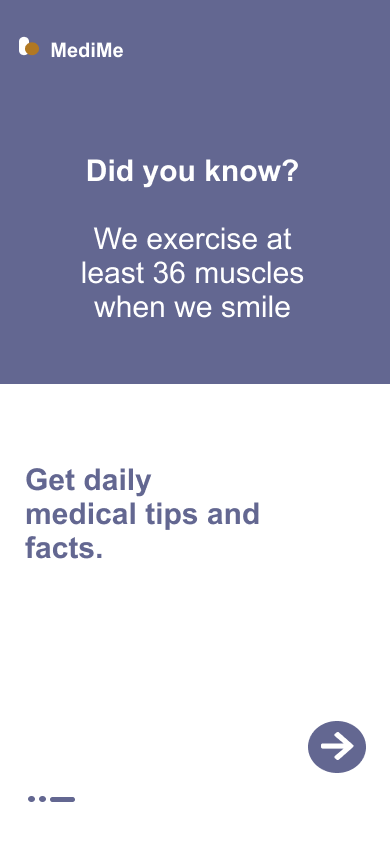 MediMe
Did you know?
We exercise at
least 36 muscles
when we smile
Get daily
medical tips and
facts.